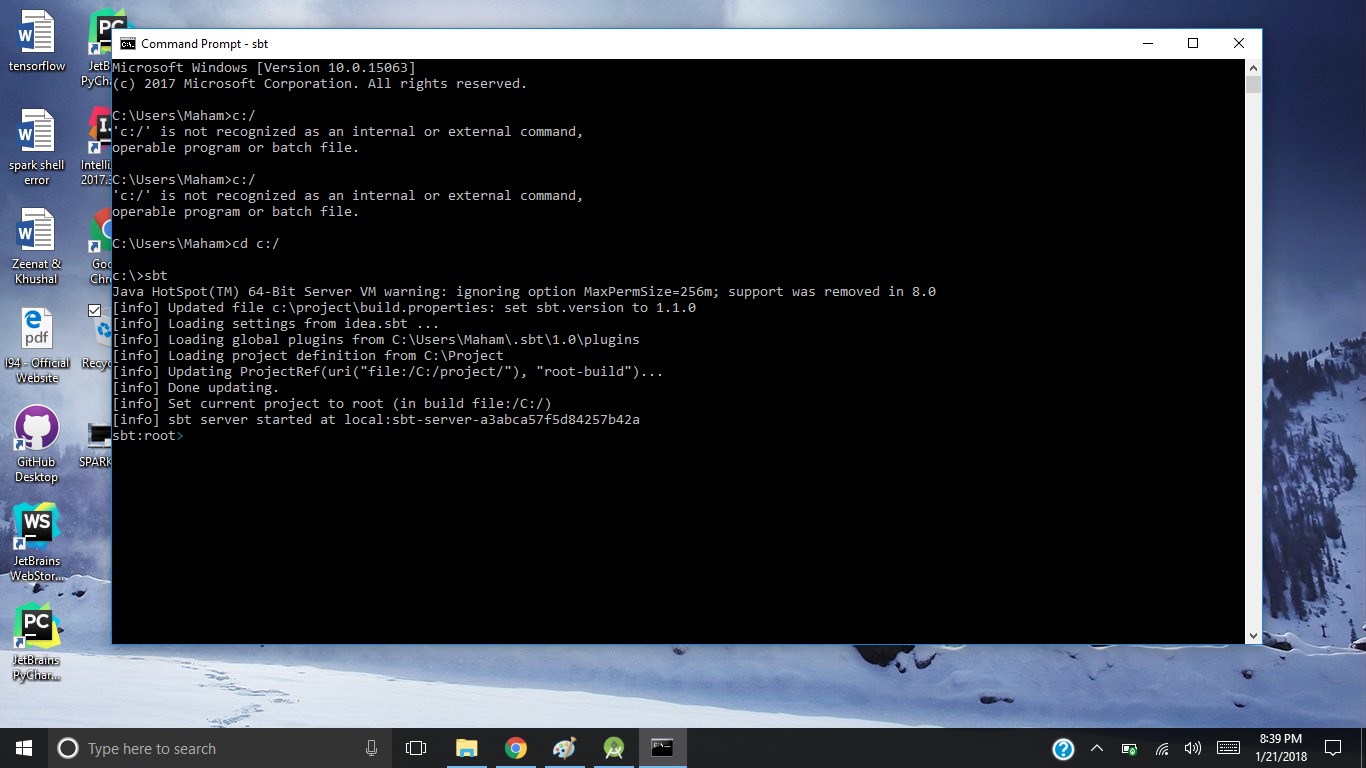 Command Prompt - sbt
Microsoft Windows [Version 10.0.15063]
(c) 2017 Microsoft Corporation. All rights reserved.
C:\Users\Maham>c:/
'c:/' is not recognized as an internal or external command,
operable program or batch file.
C:\Users\Maham>c:/
'c:/' is not recognized as an internal or external command,
operable program or batch file.
C:\Users\Maham>cd c:/
c:\>sbt
Java HotSpot(TM) 64-Bit Server VM warning: ignoring option MaxPermSize=256m; support was removed in 8.0
[info] Updated file c:\project\build.properties: set sbt.version to 1.1.0
[info] Loading settings from idea.sbt ...
[info] Loading global plugins from C:\Users\Maham\.sbt\1.0\plugins
[info] Loading project definition from C:\Project
[info] Updating ProjectRef(uri("file:/C:/project/"), "root-build")...
[info] Done updating.
[info] Set current project to root (in build file:/C:/)
[info] sbt server started at local:sbt-server-a3abca57f5d84257b42a
sbt:root>
tensorflow
spark shell
error
Zeenat &
Khushal
pdf
I94 - Official
Website
GitHub
Desktop
WS
JetBrains
WebStor...
PC
JetBrains
PyChar...
PC
JetB
PyCha
Intelli
2017.3
Goo
Chr
Recyc
SPARK
Type here to search
8:39 PM
1/21/2018